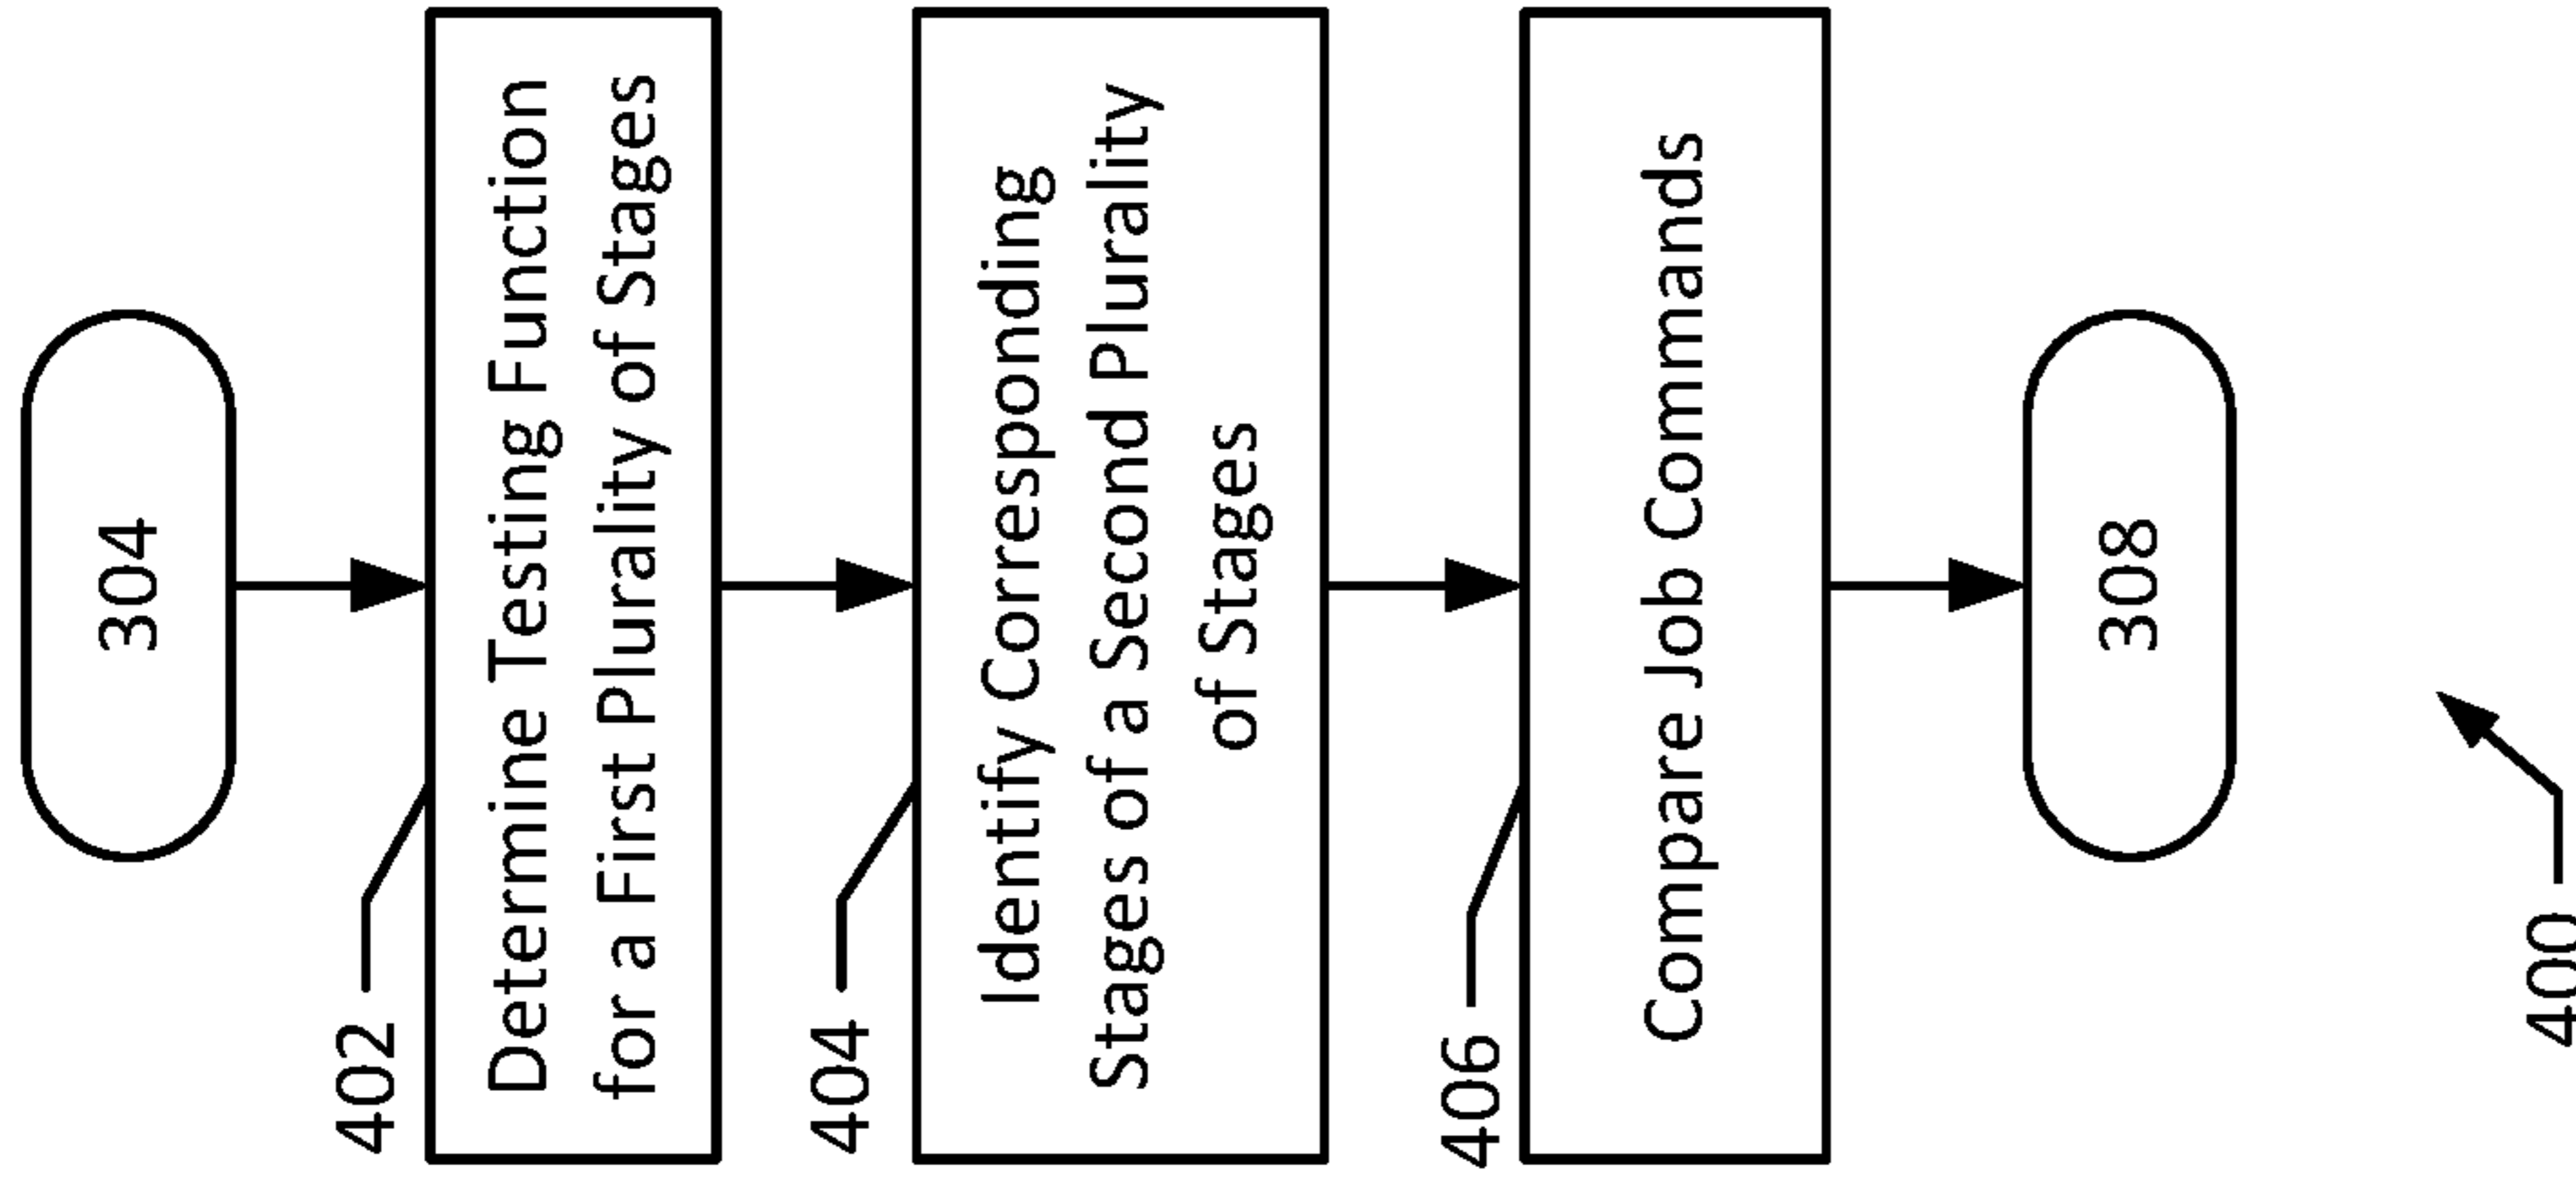 304
402
Determine Testing Function
for a First Plurality of Stages
404
Identify Corresponding
Stages of a Second Plurality
of Stages
406
Compare Job Commands
308
400